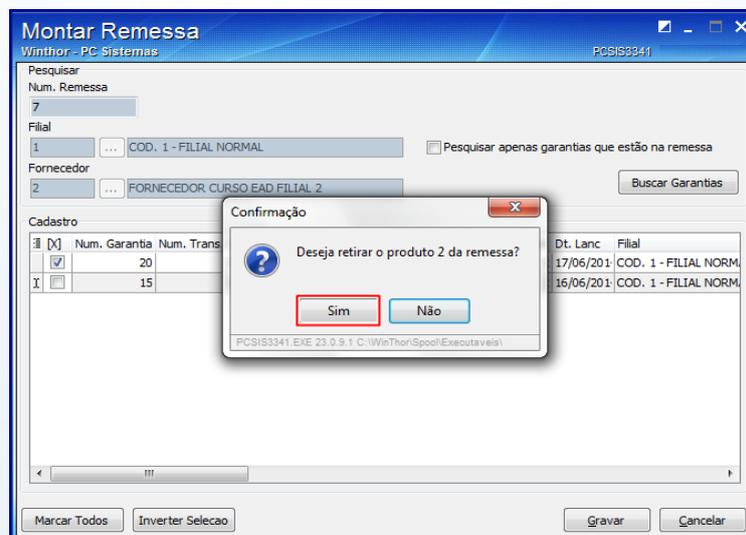 Montar Remessa
Winthor - PC Sistemas
PCSIS3341
Pesquisar
Num. Remessa
7
Filial
1 ... COD. 1 - FILIAL NORMAL
Pesquisar apenas garantias que estão na remessa
Fornecedor
2 ... FORNECEDOR CURSO EAD FILIAL 2
Buscar Garantias
Cadastro
[X] Num. Garantia Num. Trans Dt. Lanc Filial
20 17/06/201 COD. 1 - FILIAL NORM
15 16/06/201 COD. 1 - FILIAL NORM
Confirmação
Deseja retirar o produto 2 da remessa?
Sim Não
PCSIS3341.EXE 23.0.9.1 C:\WinThor\Spool\Executaveis\
Marcar Todos Inverter Selecao Gravar Cancelar